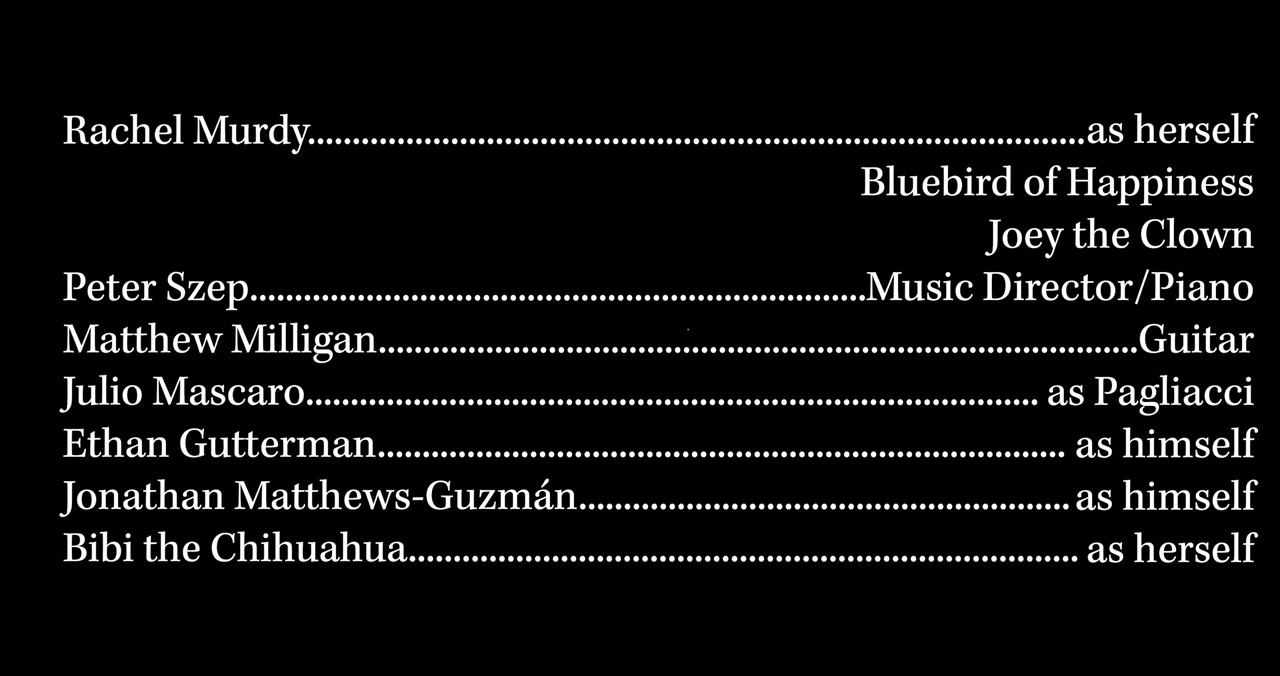 Rachel Murdy.......................................................................................as herself
Bluebird of Happiness
Joey the Clown
Peter Szep.....................................................................Music Director/Piano
Matthew Milligan.....................................................................................Guitar
Julio Mascaro.................................................................................. as Pagliacci
Ethan Gutterman............................................................................. as himself
Jonathan Matthews-Guzmán....................................................... as himself
Bibi the Chihuahua........................................................................... as herself